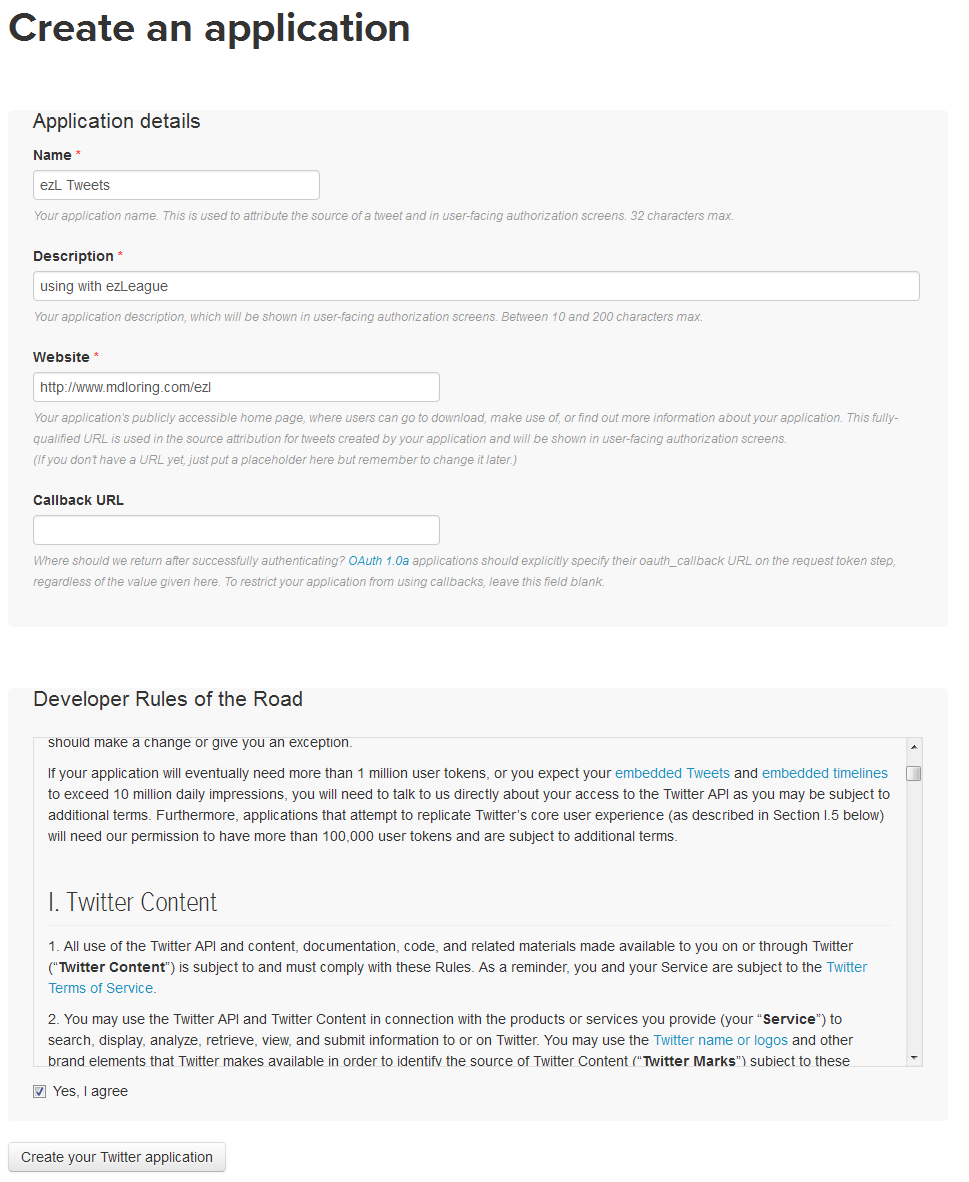 Create an application
Application details
Name *
ezL Tweets
Your application name. This is used to attribute the source of a tweet and in user-facing authorization screens. 32 characters max.
Description *
using with ezLeague
Your application description, which will be shown in user-facing authorization screens. Between 10 and 200 characters max.
Website *
http://www.mdloring.com/ezl
Your application's publicly accessible home page, where users can go to download, make use of, or find out more information about your application. This fully-
qualified URL is used in the source attribution for tweets created by your application and will be shown in user-facing authorization screens.
(If you don't have a URL yet, just put a placeholder here but remember to change it later.)
Callback URL
Where should we return after successfully authenticating? OAuth 1.0a applications should explicitly specify their oauth_callback URL on the request token step,
regardless of the value given here. To restrict your application from using callbacks, leave this field blank.
Developer Rules of the Road
should make a change or give you an exception.
If your application will eventually need more than 1 million user tokens, or you expect your embedded Tweets and embedded timelines
to exceed 10 million daily impressions, you will need to talk to us directly about your access to the Twitter API as you may be subject to
additional terms. Furthermore, applications that attempt to replicate Twitter’s core user experience (as described in Section I.5 below)
will need our permission to have more than 100,000 user tokens and are subject to additional terms.
I. Twitter Content
1. All use of the Twitter API and content, documentation, code, and related materials made available to you on or through Twitter
(“Twitter Content”) is subject to and must comply with these Rules. As a reminder, you and your Service are subject to the Twitter
Terms of Service.
2. You may use the Twitter API and Twitter Content in connection with the products or services you provide (your “Service”) to
search, display, analyze, retrieve, view, and submit information to or on Twitter. You may use the Twitter name or logos and other
brand elements that Twitter makes available in order to identify the source of Twitter Content (“Twitter Marks”) subject to these
Yes, I agree
Create your Twitter application